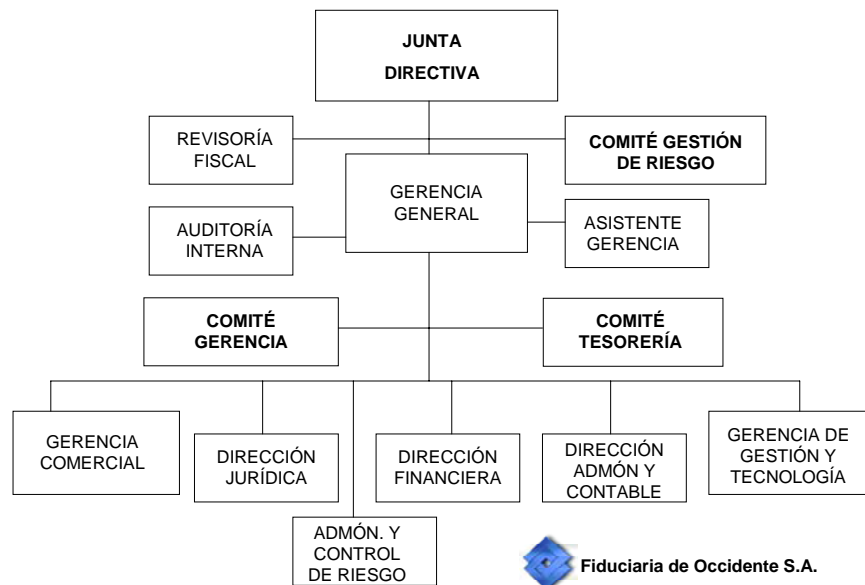 JUNTA
DIRECTIVA
REVISORÍA
FISCAL
COMITÉ GESTIÓN
DE RIESGO
GERENCIA
GENERAL
AUDITORÍA
INTERNA
ASISTENTE
GERENCIA
COMITÉ
GERENCIA
COMITÉ
TESORERÍA
GERENCIA
COMERCIAL
DIRECCIÓN
JURÍDICA
DIRECCIÓN
FINANCIERA
DIRECCIÓN
ADMÓN Y
CONTABLE
GERENCIA DE
GESTIÓN Y
TECNOLOGÍA
ADMÓN. Y
CONTROL
DE RIESGO
Fiduciaria de Occidente S.A.